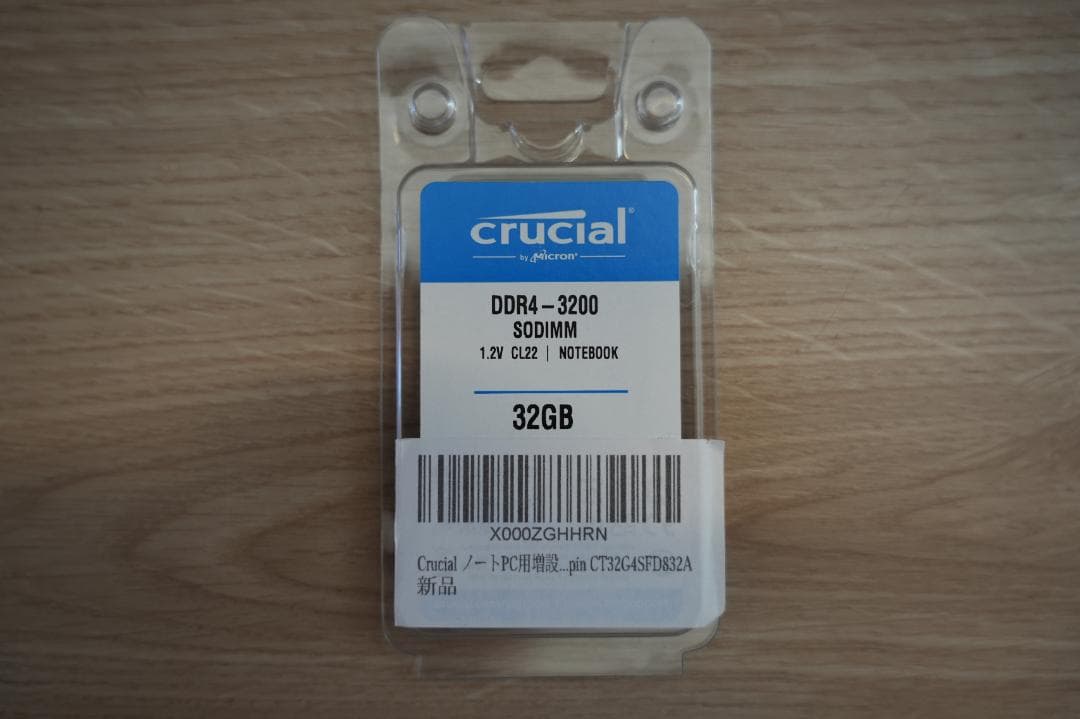 crucial®
by Micron®
DDR4-3200
SODIMM
1.2V CL22 | NOTEBOOK
32GB
X000ZGHHRN
Crucial ノートPC用増設...pin CT32G4SFD832A
新品